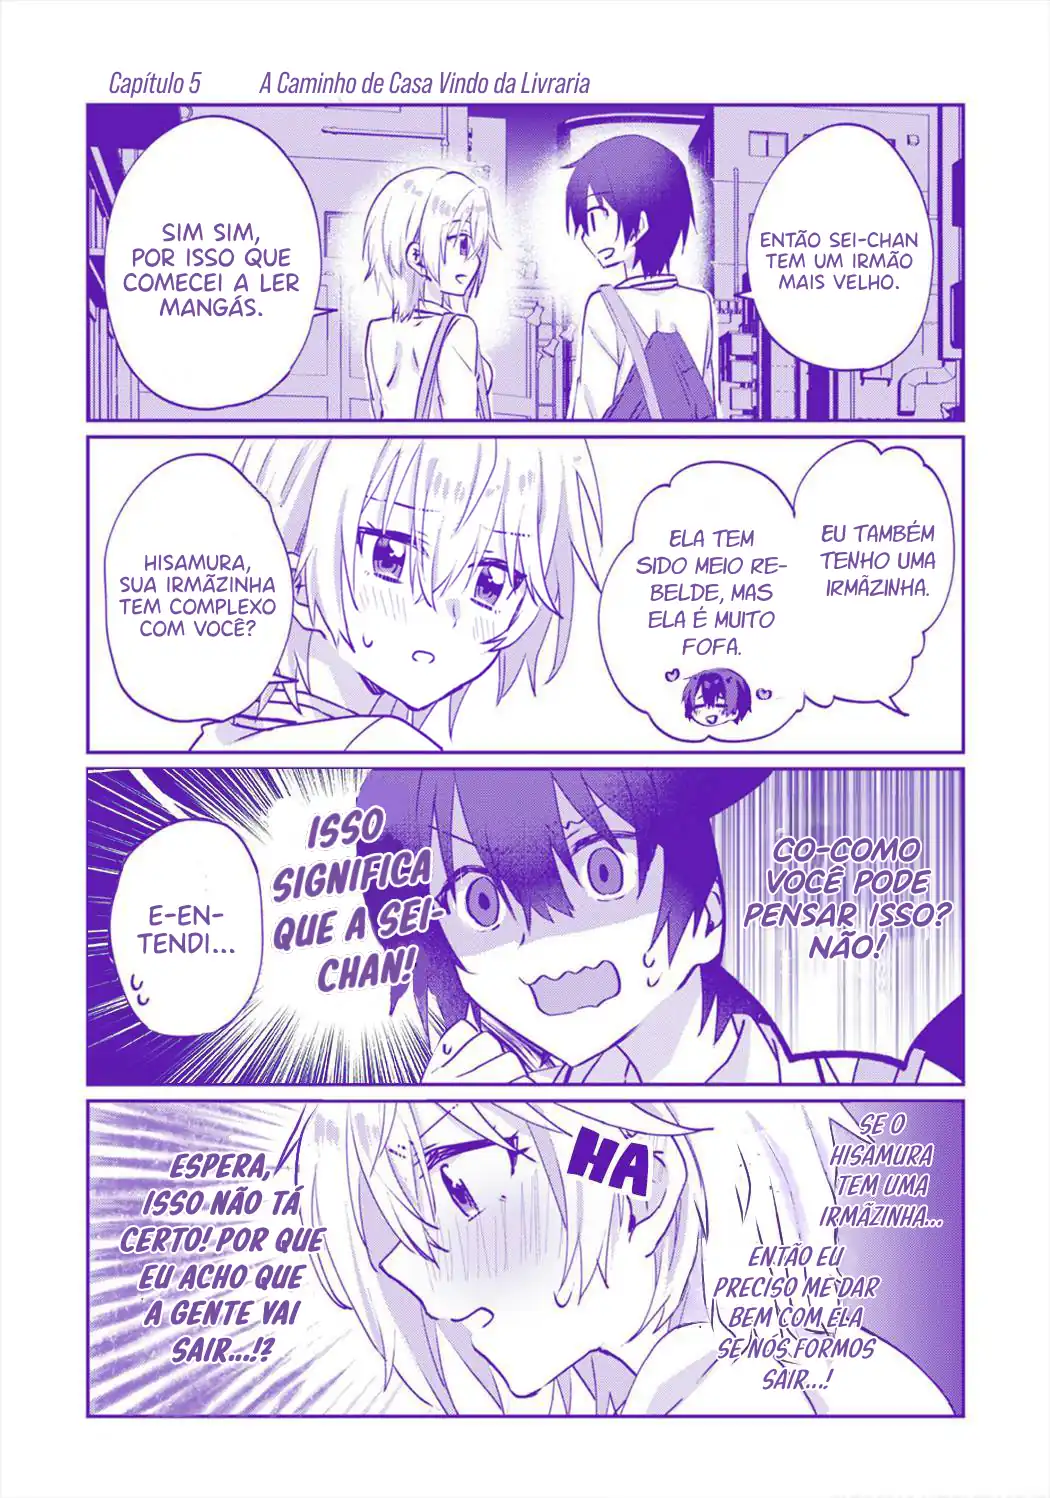 Capítulo 5 A Caminho de Casa Vindo da Livraria
ENTÃO SEI-CHAN
TEM UM IRMÃO
MAIS VELHO.
SIM SIM,
POR ISSO QUE
COMECEI A LER
MANGÁS.
EU TAMBÉM
TENHO UMA
IRMÃZINHA.
ELA TEM
SIDO MEIO RE-
BELDE, MAS
ELA É MUITO
FOFA.
HISAMURA,
SUA IRMÃZINHA
TEM COMPLEXO
COM VOCÊ?
CO-COMO
VOCÊ PODE
PENSAR ISSO?
NÃO!
ISSO
SIGNIFICA
QUE A SEI-
CHAN!
E-EN-
TENDI...
SE O
HISAMURA
TEM UMA
IRMÃZINHA...
ENTÃO EU
PRECISO ME DAR
BEM COM ELA
SE NÓS FORMOS
SAIR...!
HÃ
ESPERA,
ISSO NÃO TÁ
CERTO! POR QUE
EU ACHO QUE
A GENTE VAI
SAIR...!?